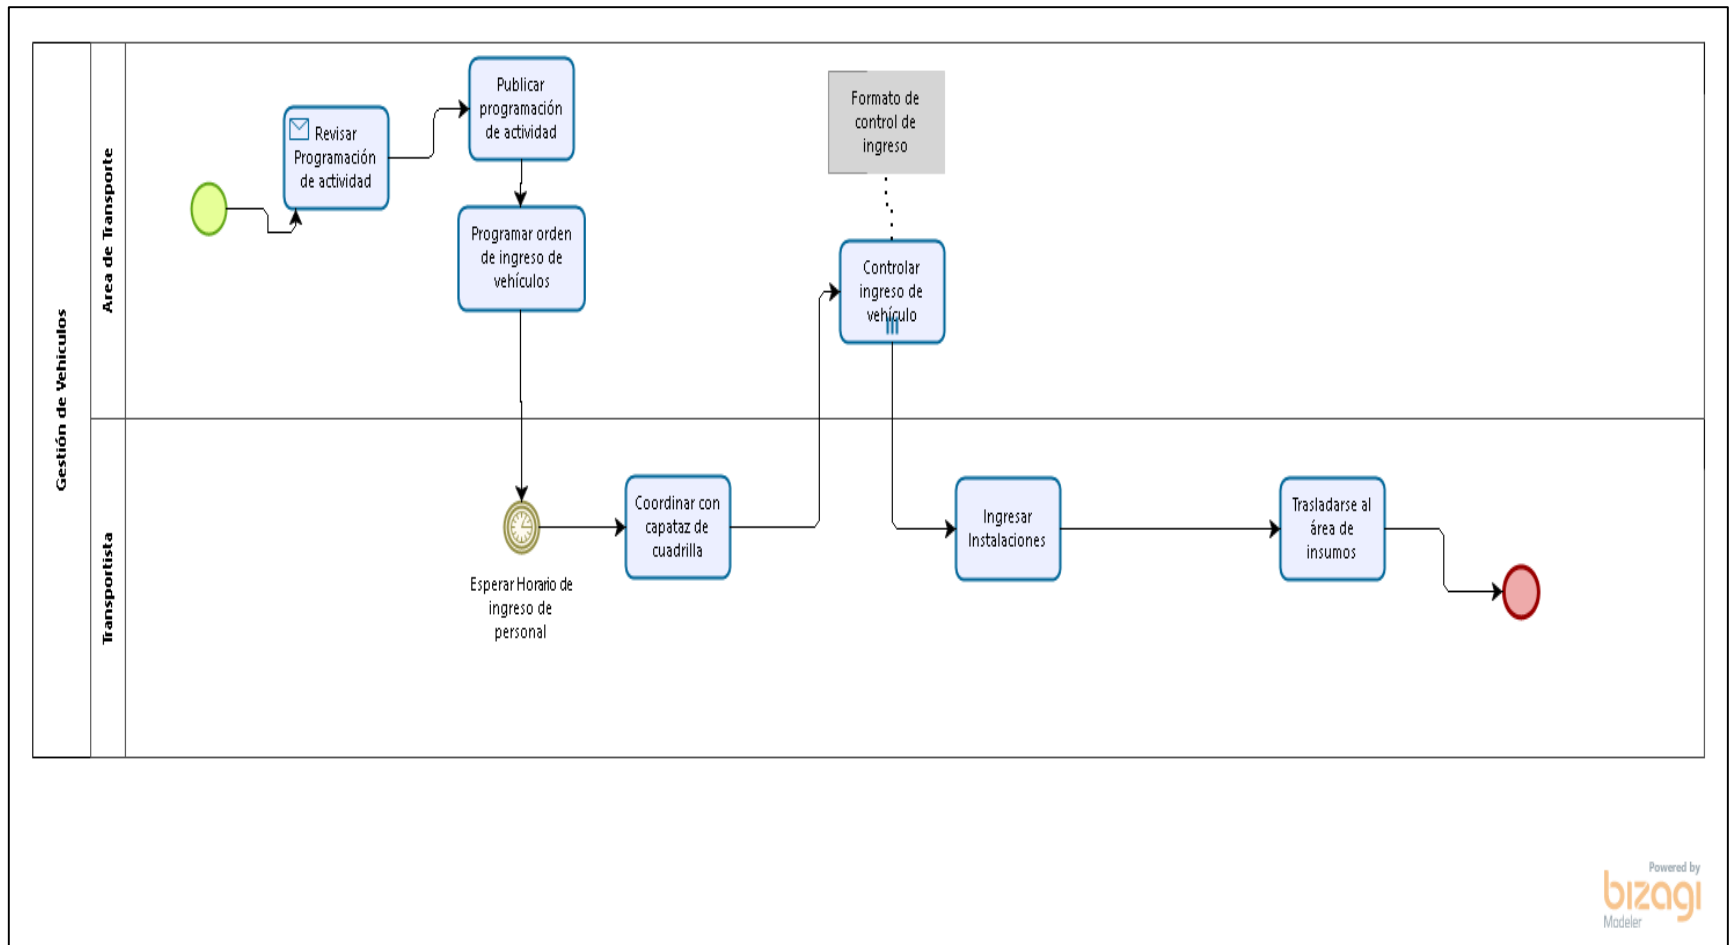 Gestión de Vehiculos
Area de Transporte
Revisar
Programación
de actividad
Publicar
programación
de actividad
Programar orden
de ingreso de
vehículos
Formato de
control de
ingreso
Controlar
ingreso de
vehículo
Transportista
Esperar Horario de
ingreso de
personal
Coordinar con
capataz de
cuadrilla
Ingresar
Instalaciones
Trasladarse al
área de
insumos
Powered by
bizagi
Modeler